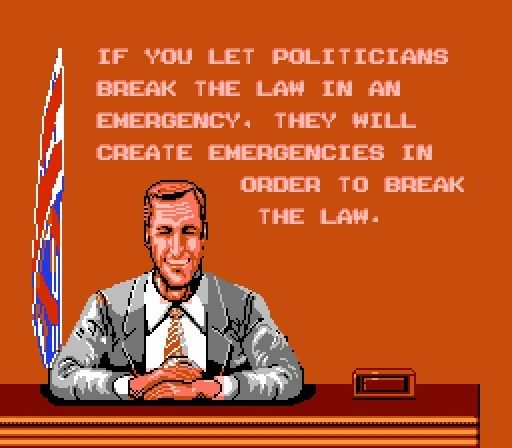 IF YOU LET POLITICIANS
BREAK THE LAW IN AN
EMERGENCY, THEY WILL
CREATE EMERGENCIES IN
ORDER TO BREAK
THE LAW.